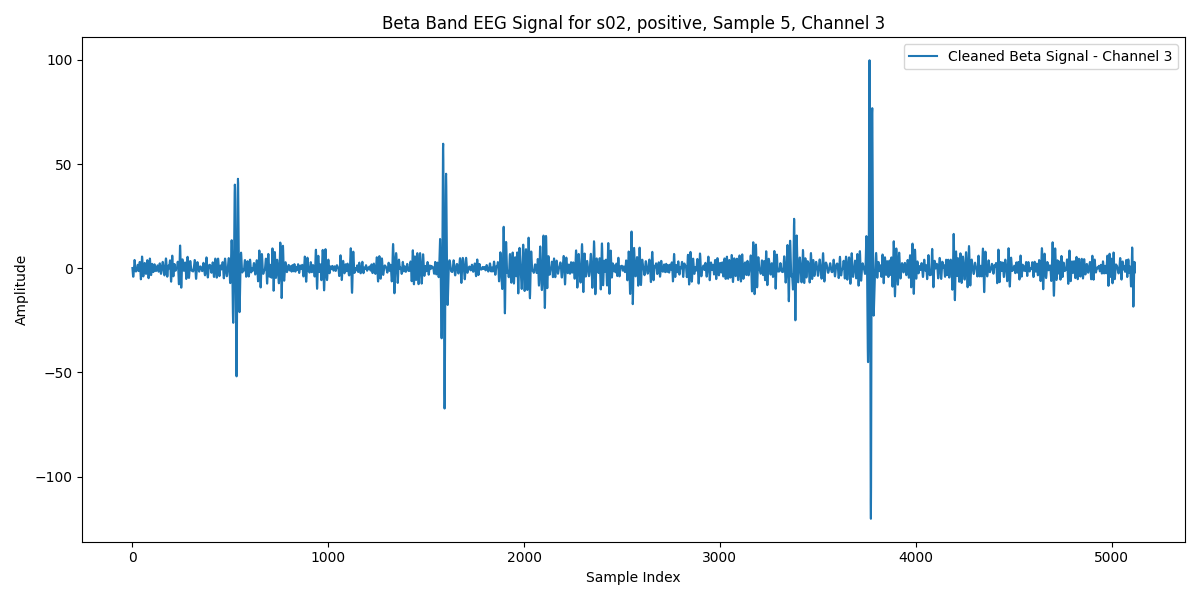 Beta Band EEG Signal for s02, positive, Sample 5, Channel 3
Cleaned Beta Signal - Channel 3
Amplitude
100
50
0
−50
−100
0 1000 2000 3000 4000 5000
Sample Index